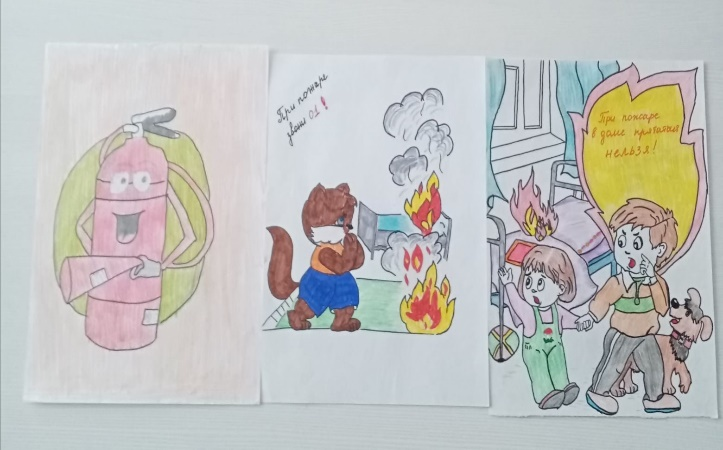 При пожаре
звони 01!
При пожаре
в доме прятаться
нельзя!